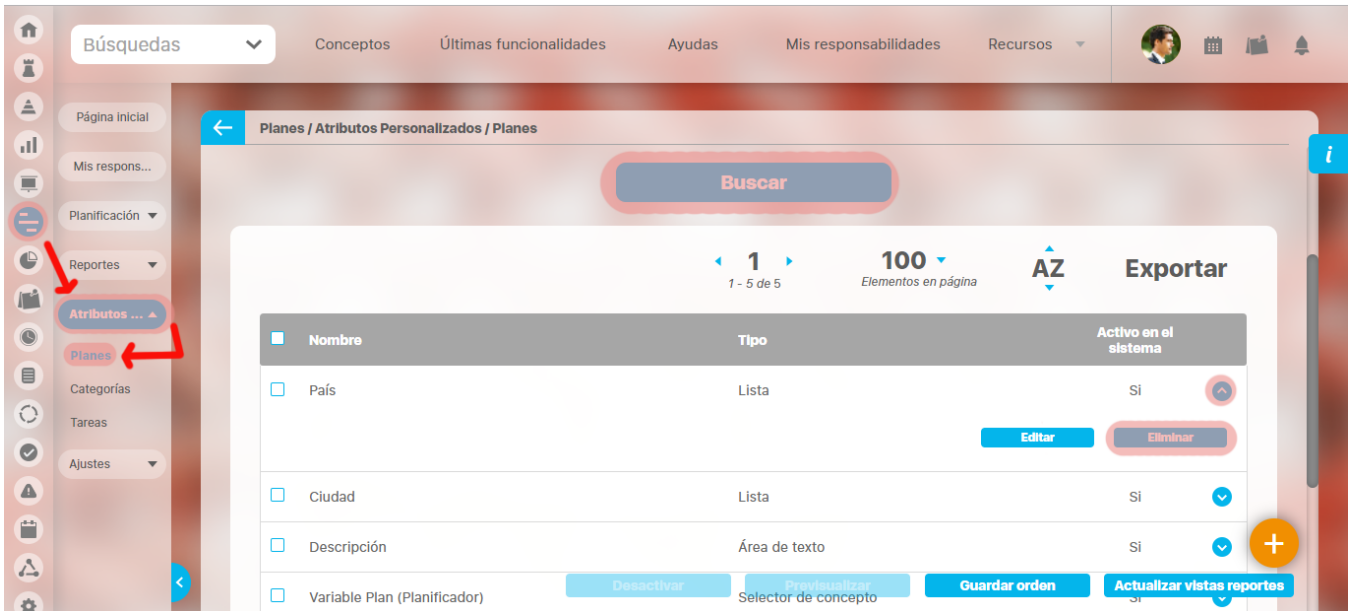 Búsquedas
Conceptos
Últimas funcionalidades
Ayudas
Mis responsabilidades
Recursos
Página inicial
Mis respons...
Planificación
Reportes
Atributos ...
Planes
Categorías
Tareas
Ajustes
Planes / Atributos Personalizados / Planes
i
Buscar
1
1 - 5 de 5
100
Elementos en página
AZ
Exportar
Nombre
Tipo
Activo en el
sistema
País
Lista
Si
Editar
Eliminar
Ciudad
Lista
Si
Descripción
Área de texto
Si
Variable Plan (Planificador)
Selector de concepto
Si
Desactivar
Previsualizar
Guardar orden
Actualizar vistas reportes